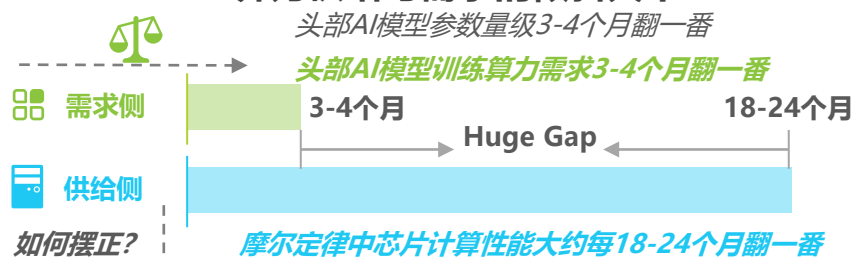 头部AI模型参数量级3-4个月翻一番
头部AI模型训练算力需求3-4个月翻一番
需求侧
3-4个月
18-24个月
Huge Gap
供给侧
如何摆正?
摩尔定律中芯片计算性能大约每18-24个月翻一番